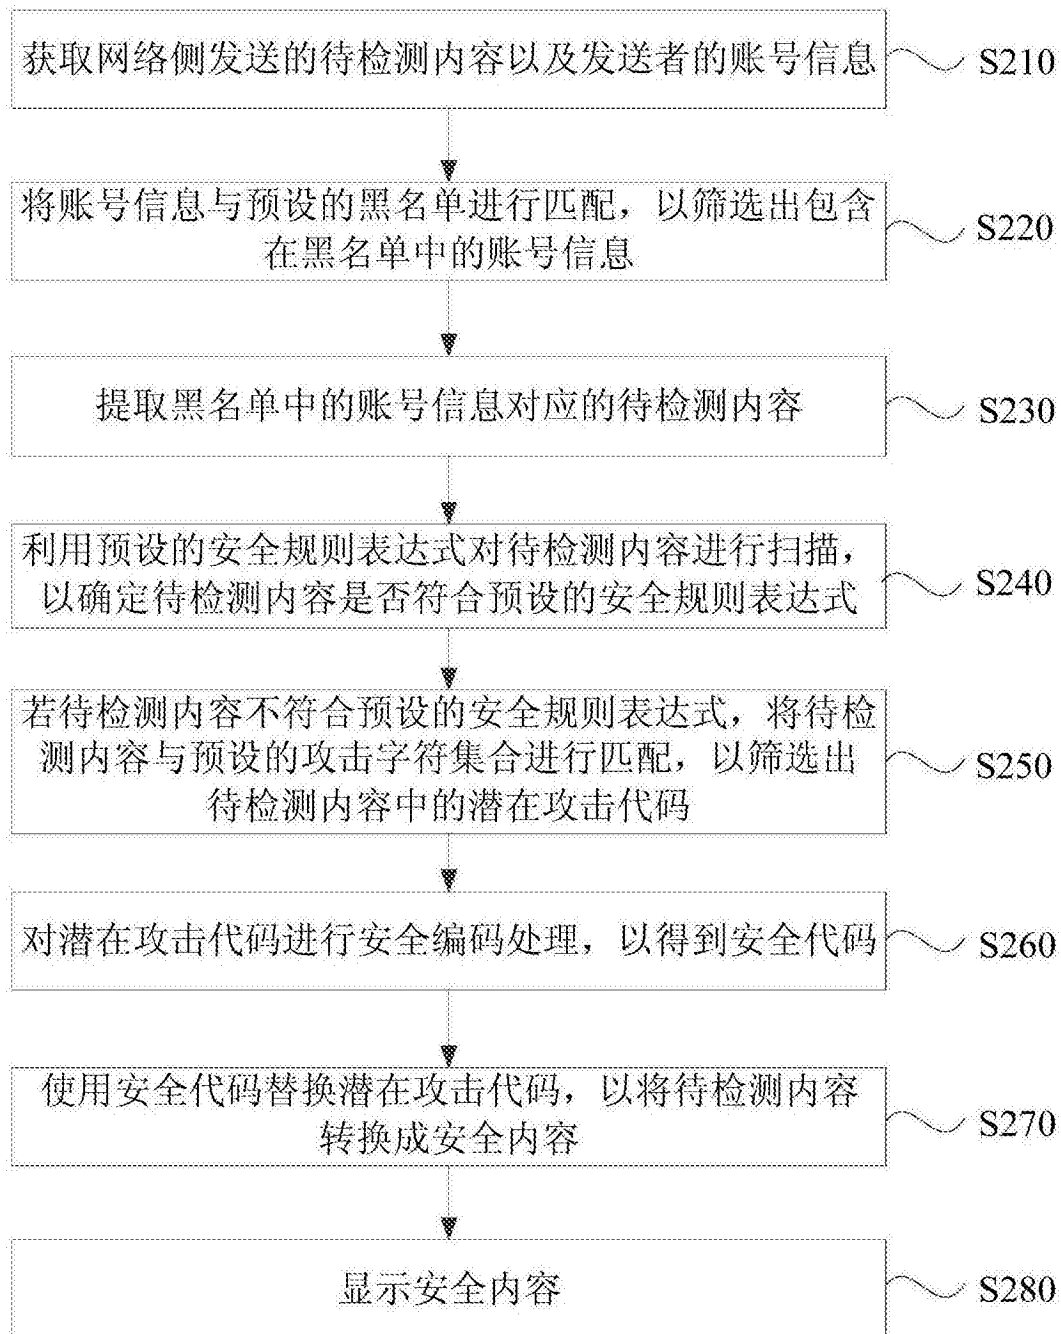 获取网络侧发送的待检测内容以及发送者的账号信息
S210
将账号信息与预设的黑名单进行匹配，以筛选出包含
在黑名单中的账号信息
S220
提取黑名单中的账号信息对应的待检测内容
S230
利用预设的安全规则表达式对待检测内容进行扫描，
以确定待检测内容是否符合预设的安全规则表达式
S240
若待检测内容不符合预设的安全规则表达式，将待检
测内容与预设的攻击字符集合进行匹配，以筛选出
待检测内容中的潜在攻击代码
S250
对潜在攻击代码进行安全编码处理，以得到安全代码
S260
使用安全代码替换潜在攻击代码，以将待检测内容
转换成安全内容
S270
显示安全内容
S280